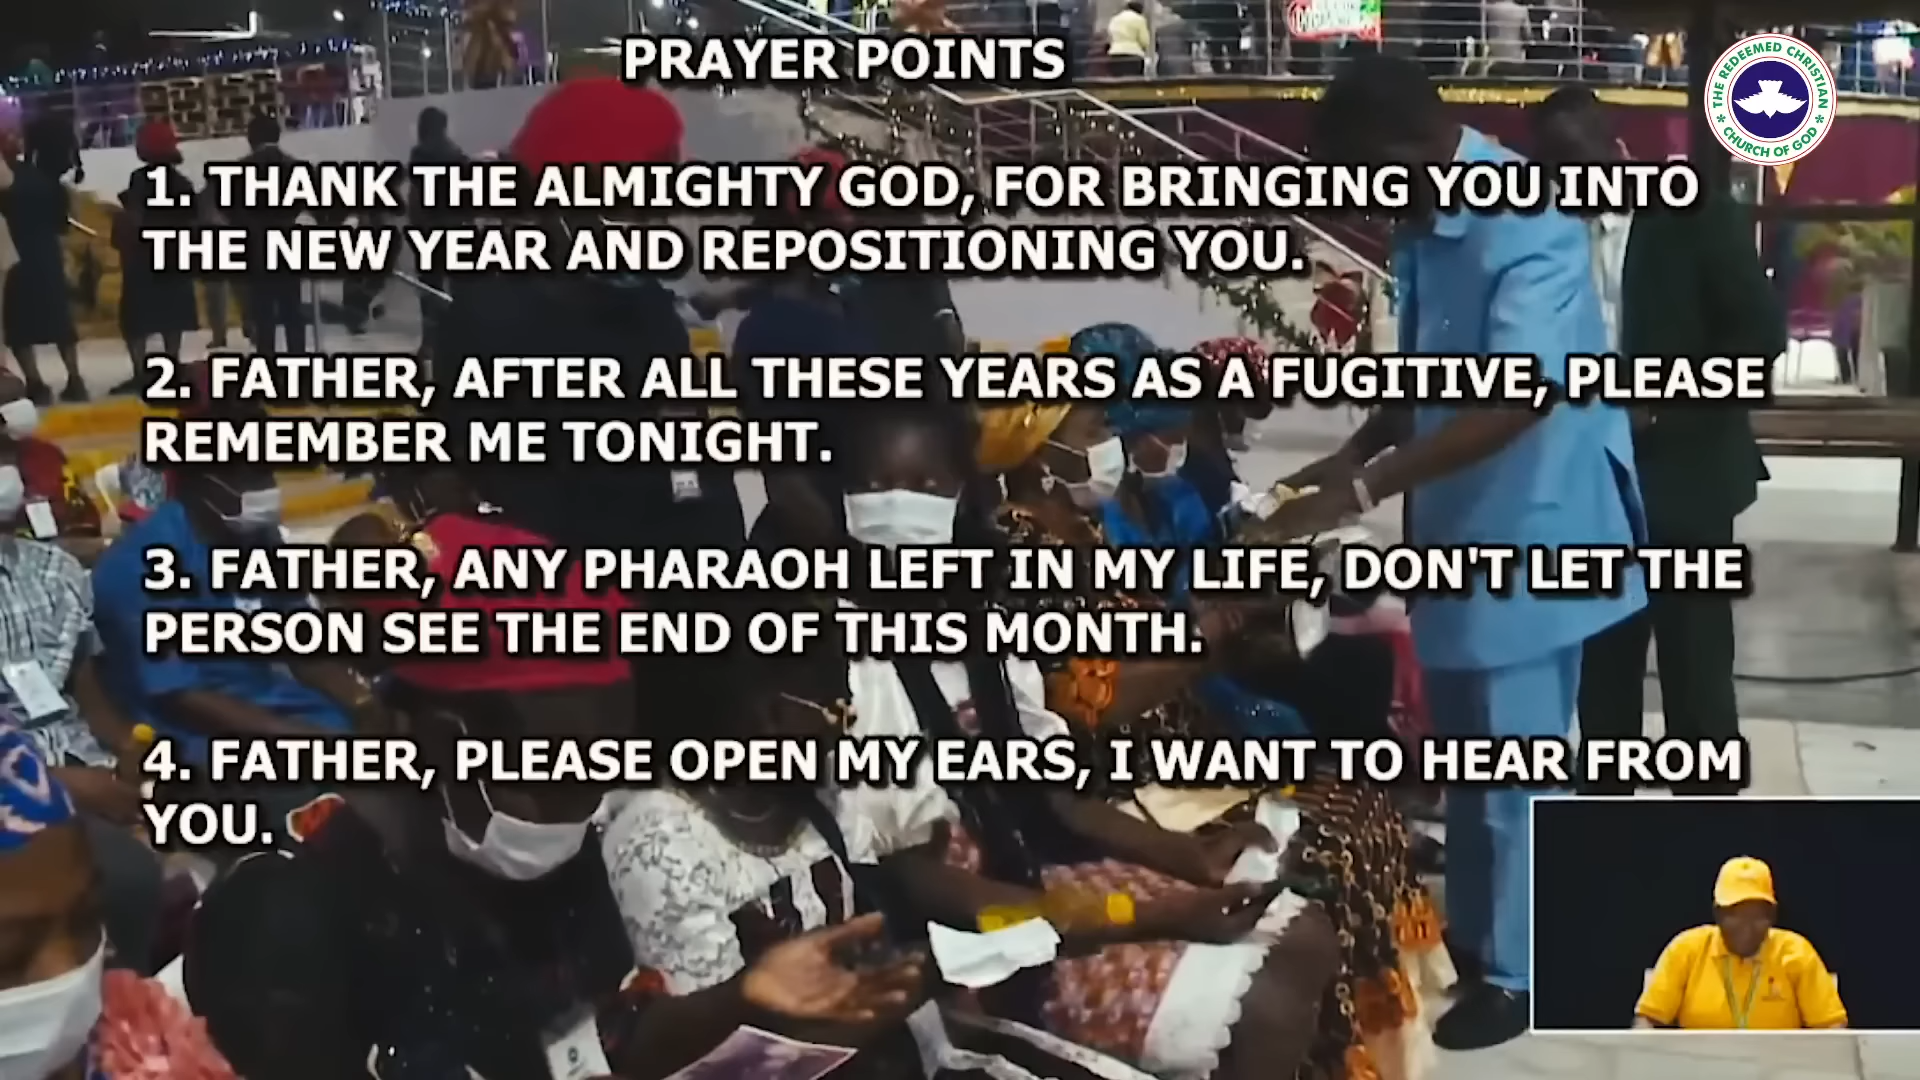 PRAYER POINTS
THE REDEEMED CHRISTIAN
CHURCH OF GOD
1. THANK THE ALMIGHTY GOD, FOR BRINGING YOU INTO
THE NEW YEAR AND REPOSITIONING YOU.
2. FATHER, AFTER ALL THESE YEARS AS A FUGITIVE, PLEASE
REMEMBER ME TONIGHT.
3. FATHER, ANY PHARAOH LEFT IN MY LIFE, DON'T LET THE
PERSON SEE THE END OF THIS MONTH.
4. FATHER, PLEASE OPEN MY EARS, I WANT TO HEAR FROM
YOU.